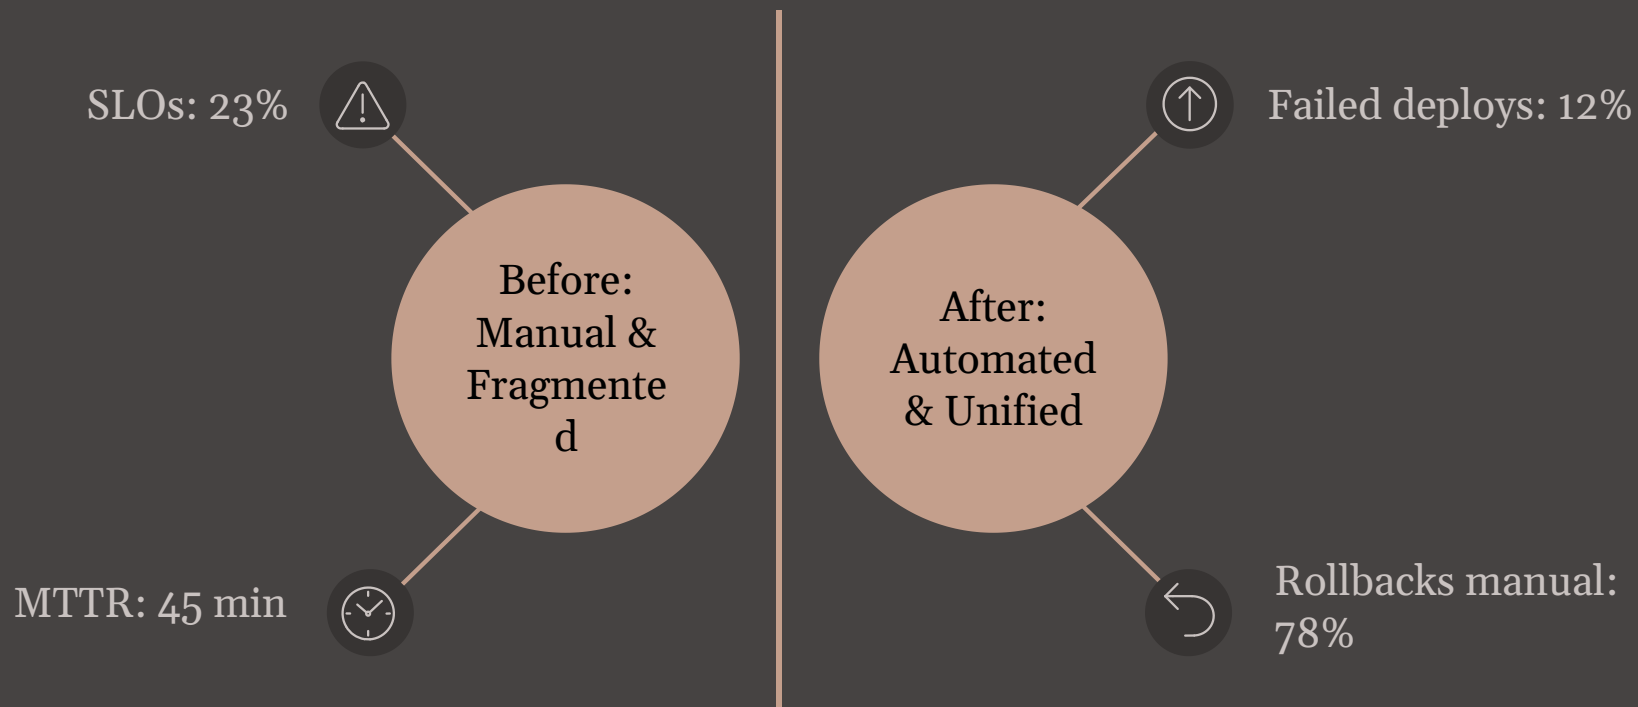 SLOs: 23%
MTTR: 45 min
Before:
Manual &
Fragmente
d
After:
Automated
& Unified
Failed deploys: 12%
Rollbacks manual:
78%